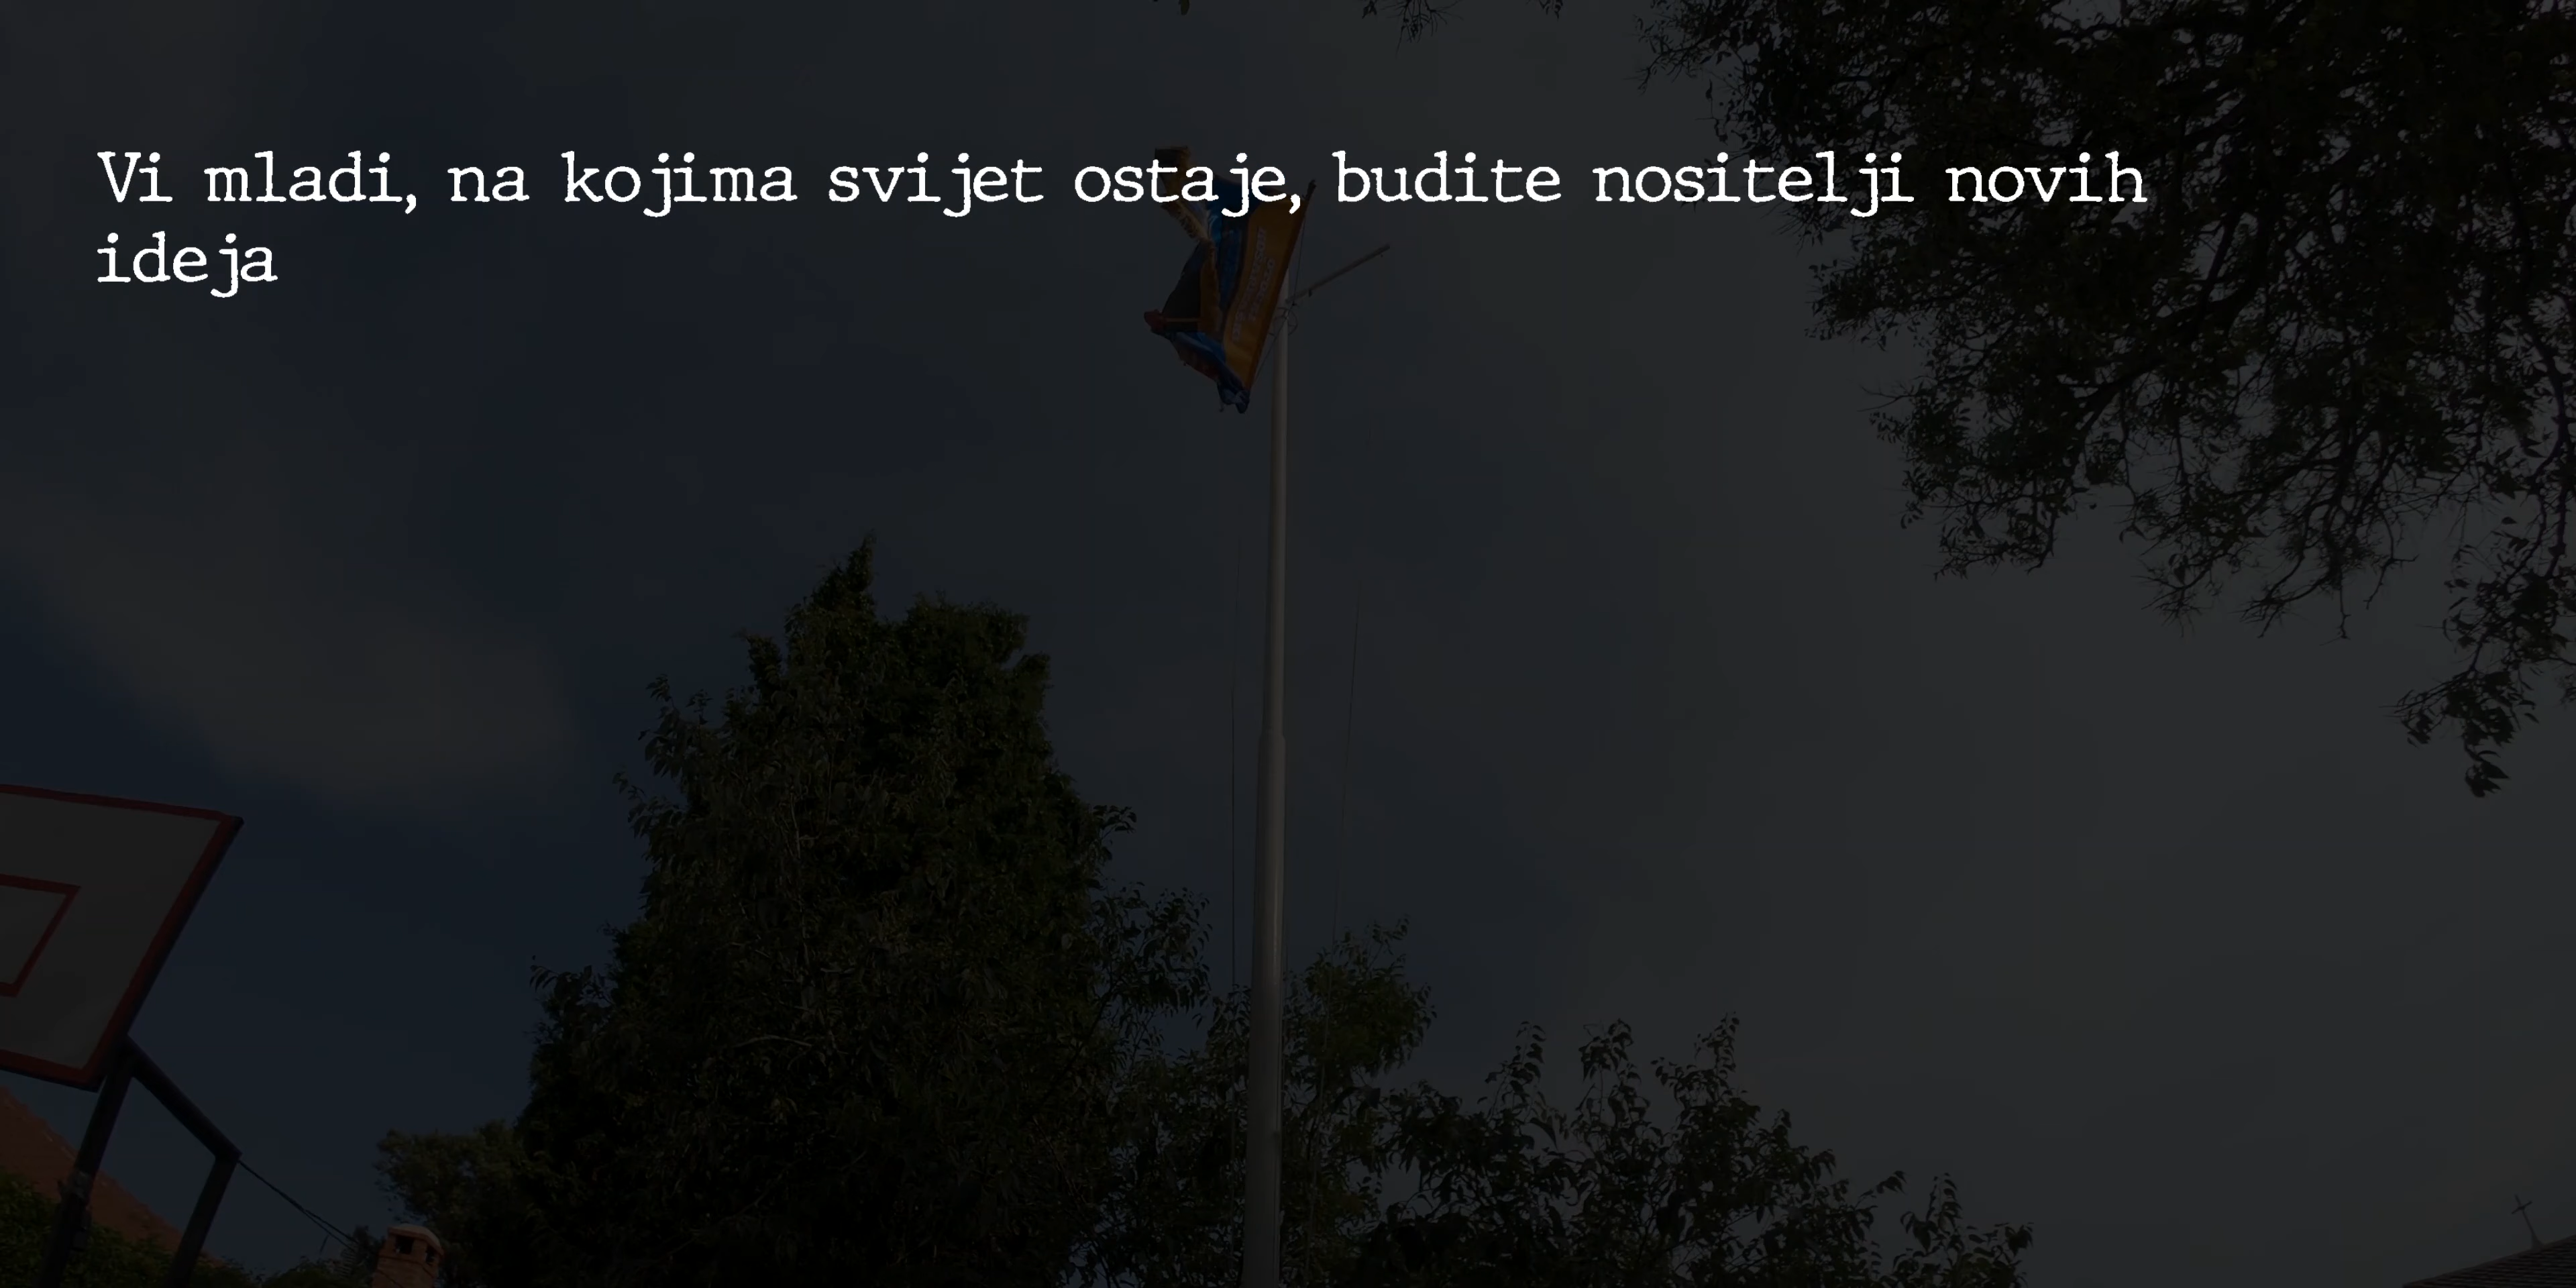 Vi mladi, na kojima svijet ostaje, budite nositelji novih
ideja